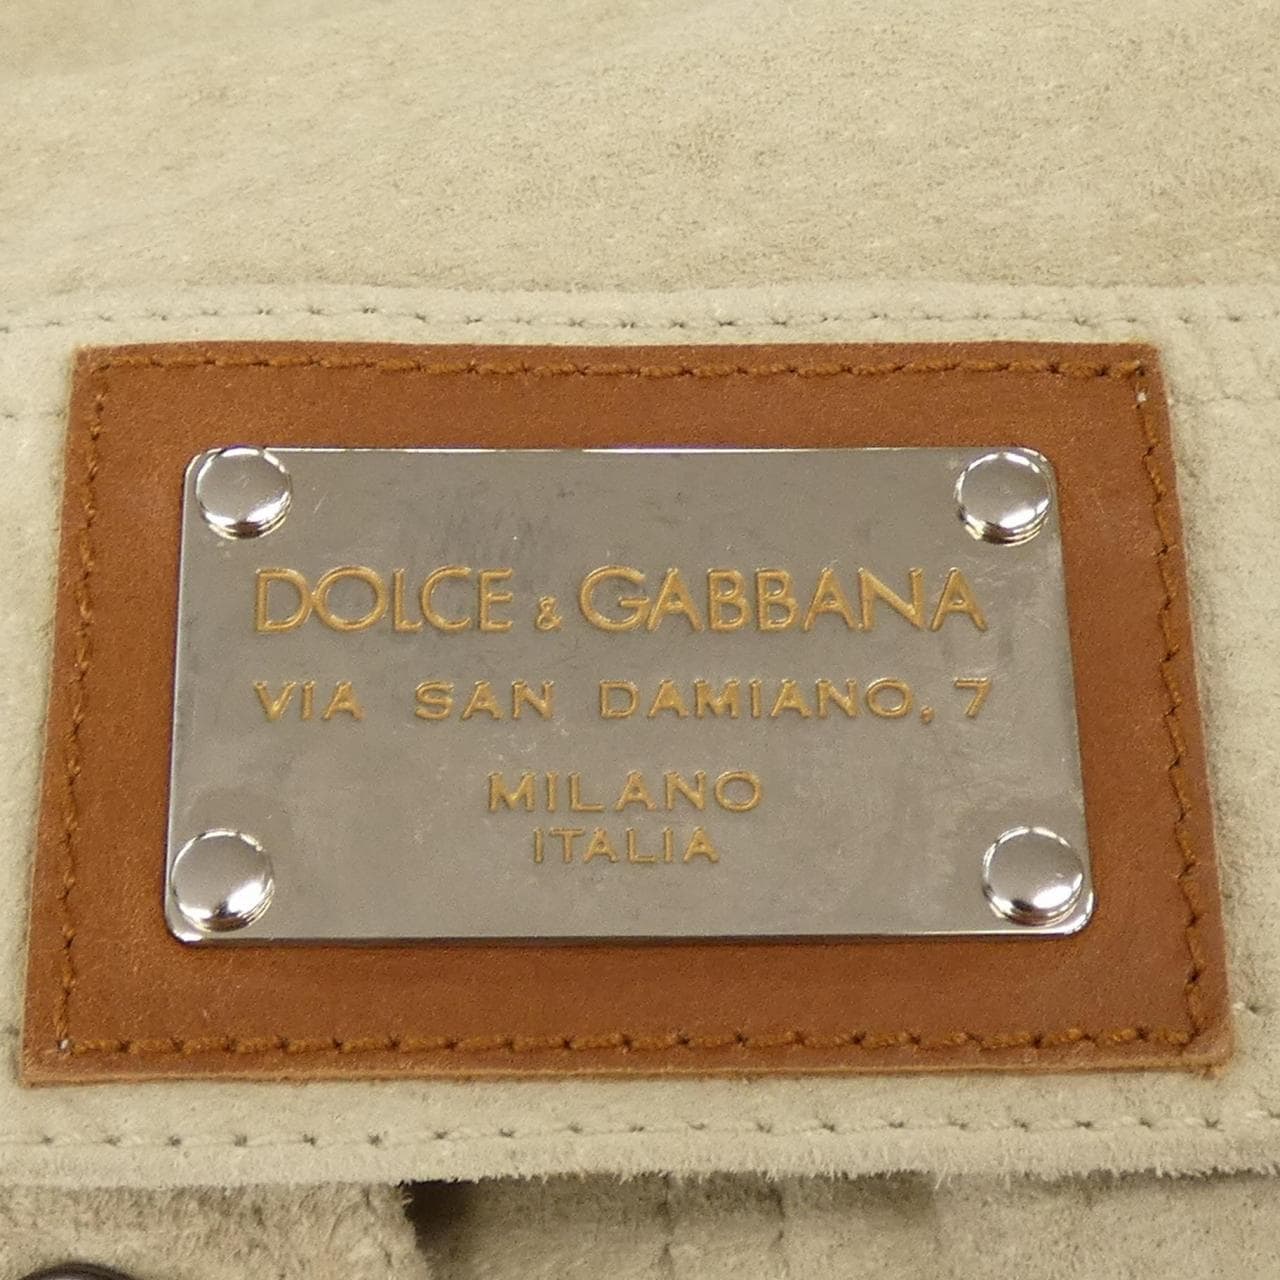 DOLCE & GABBANA
VIA SAN DAMIANO, 7
MILANO
ITALIA